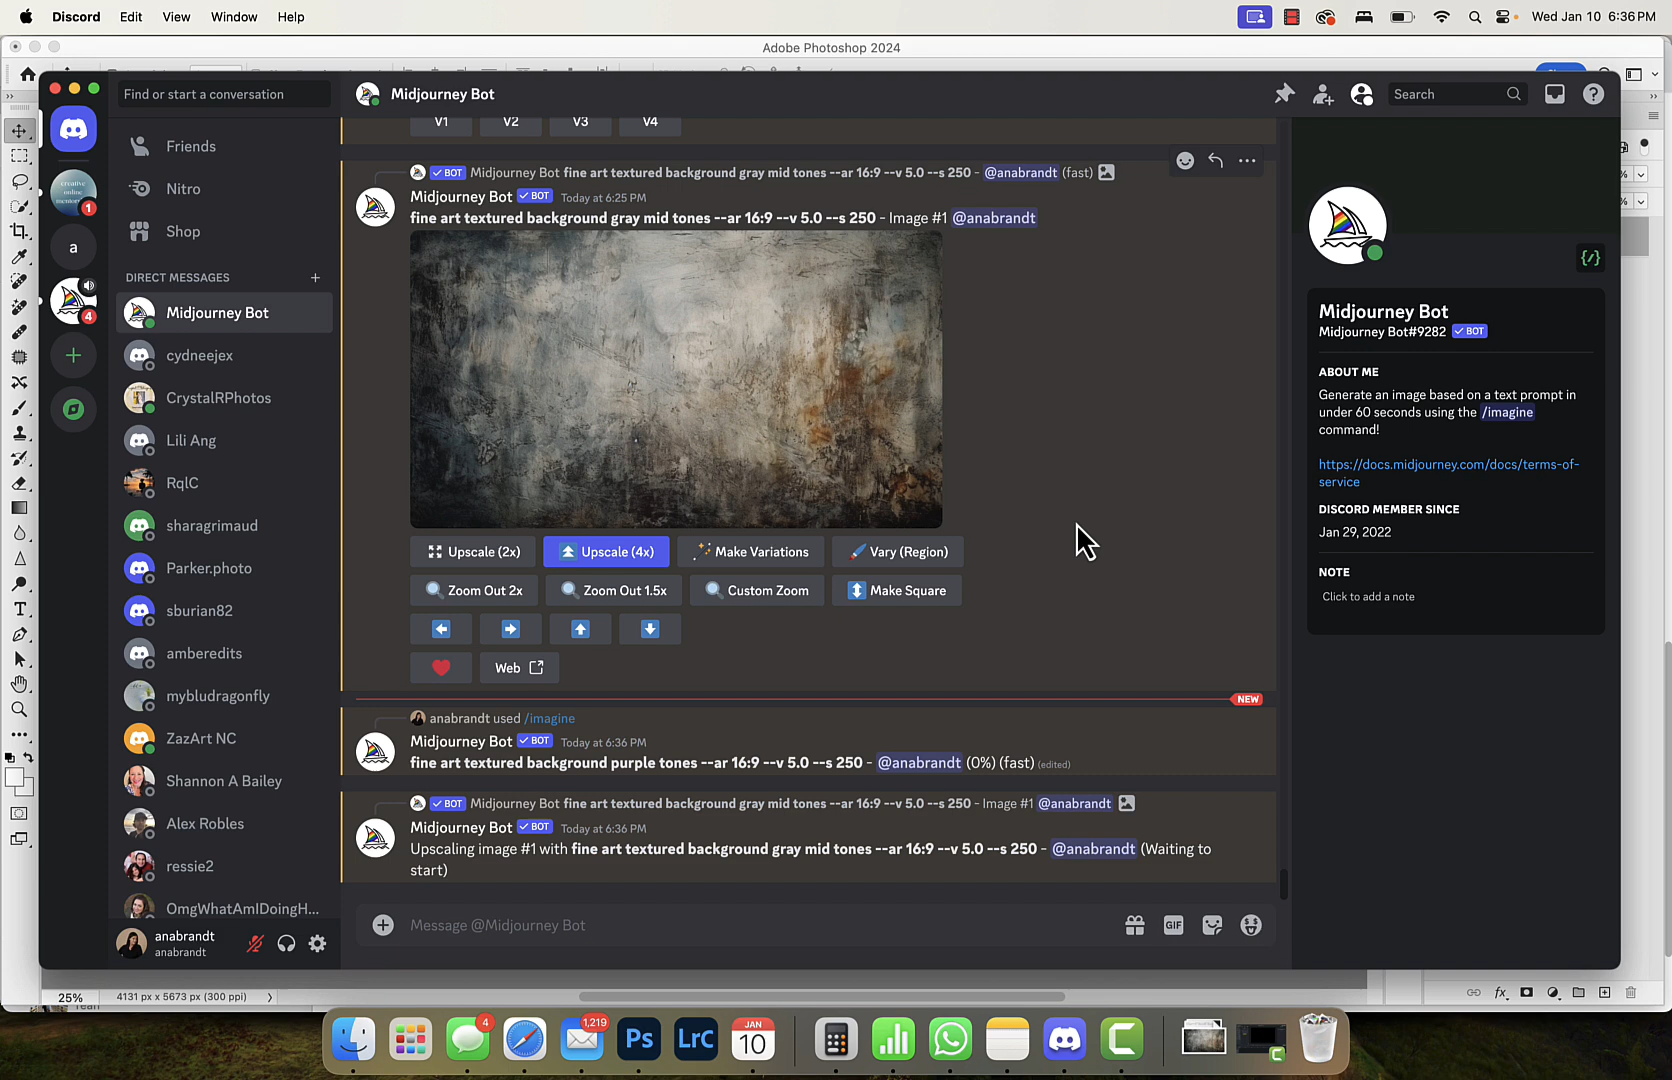 Discord Edit View Window Help
Wed Jan 10 6:36 PM
Adobe Photoshop 2024
Find or start a conversation
Friends
Nitro
Shop
DIRECT MESSAGES +
Midjourney Bot
cydneejex
CrystalRPhotos
Lili Ang
RqlC
sharagrimaud
Parker.photo
sburian82
amberedits
mybludragonfly
ZazArt NC
Shannon A Bailey
Alex Robles
ressie2
OmgWhatAmIDoingH...
anabrandt
anabrandt
creative
online
1
a
4
Midjourney Bot
Search
V1 V2 V3 V4
BOT Midjourney Bot fine art textured background gray mid tones --ar 16:9 --v 5.0 --s 250 - @anabrandt (fast)
Midjourney Bot BOT Today at 6:25 PM
fine art textured background gray mid tones --ar 16:9 --v 5.0 --s 250 - Image #1 @anabrandt
Upscale (2x) Upscale (4x) Make Variations Vary (Region)
Zoom Out 2x Zoom Out 1.5x Custom Zoom Make Square
Web
NEW
anabrandt used /imagine
Midjourney Bot BOT Today at 6:36 PM
fine art textured background purple tones --ar 16:9 --v 5.0 --s 250 - @anabrandt (0%) (fast) (edited)
BOT Midjourney Bot fine art textured background gray mid tones --ar 16:9 --v 5.0 --s 250 - Image #1 @anabrandt
Midjourney Bot BOT Today at 6:36 PM
Upscaling image #1 with fine art textured background gray mid tones --ar 16:9 --v 5.0 --s 250 - @anabrandt (Waiting to
start)
Message @Midjourney Bot
GIF
{/}
Midjourney Bot
Midjourney Bot#9282 BOT
ABOUT ME
Generate an image based on a text prompt in
under 60 seconds using the /imagine
command!
https://docs.midjourney.com/docs/terms-of-
service
DISCORD MEMBER SINCE
Jan 29, 2022
NOTE
Click to add a note
25% 4131 px x 5673 px (300 ppi)
fx
4
1,219
Ps
LrC
JAN
10